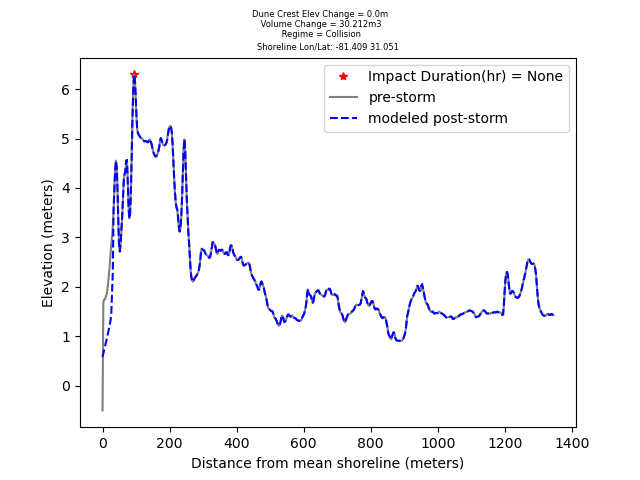 Dune Crest Elev Change = 0.0m
Volume Change = 30.212m3
Regime = Collision
Shoreline Lon/Lat: -81.409 31.051
Impact Duration(hr) = None
pre-storm
modeled post-storm
Elevation (meters)
6
5
4
3
2
1
0
0 200 400 600 800 1000 1200 1400
Distance from mean shoreline (meters)